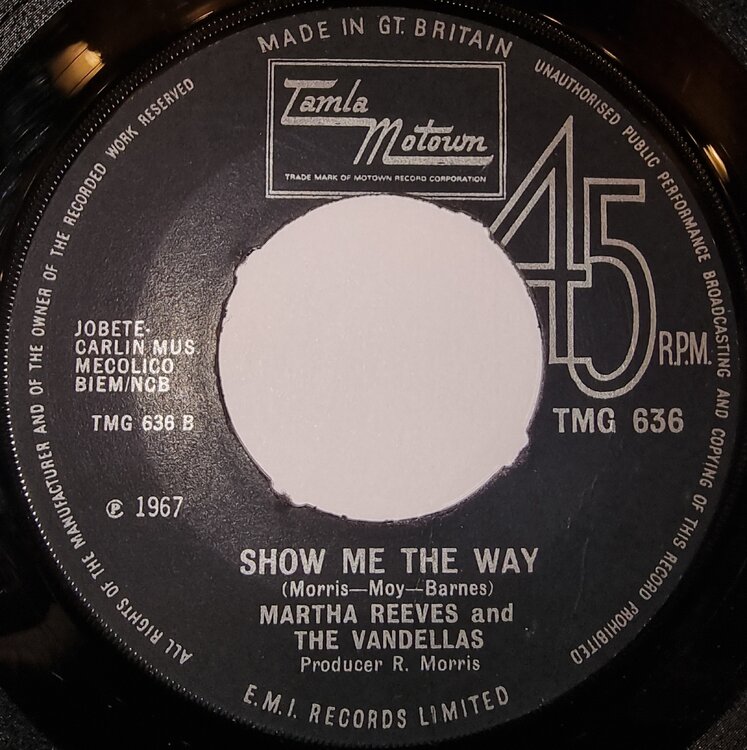 MADE IN GT. BRITAIN
UNAUTHORISED PUBLIC PERFORMANCE BROADCASTING AND COPYING OF THIS RECORD PROHIBITED
ALL RIGHTS OF THE MANUFACTURER AND OF THE OWNER OF THE RECORDED WORK RESERVED
Tamla
Motown
TRADE MARK OF MOTOWN RECORD CORPORATION
45
R.P.M.
TMG 636
JOBETE-
CARLIN MUS
MECOLICO
BIEM/NCB
TMG 636 B
℗ 1967
SHOW ME THE WAY
(Morris—Moy—Barnes)
MARTHA REEVES and
THE VANDELLAS
Producer R. Morris
E.M.I. RECORDS LIMITED